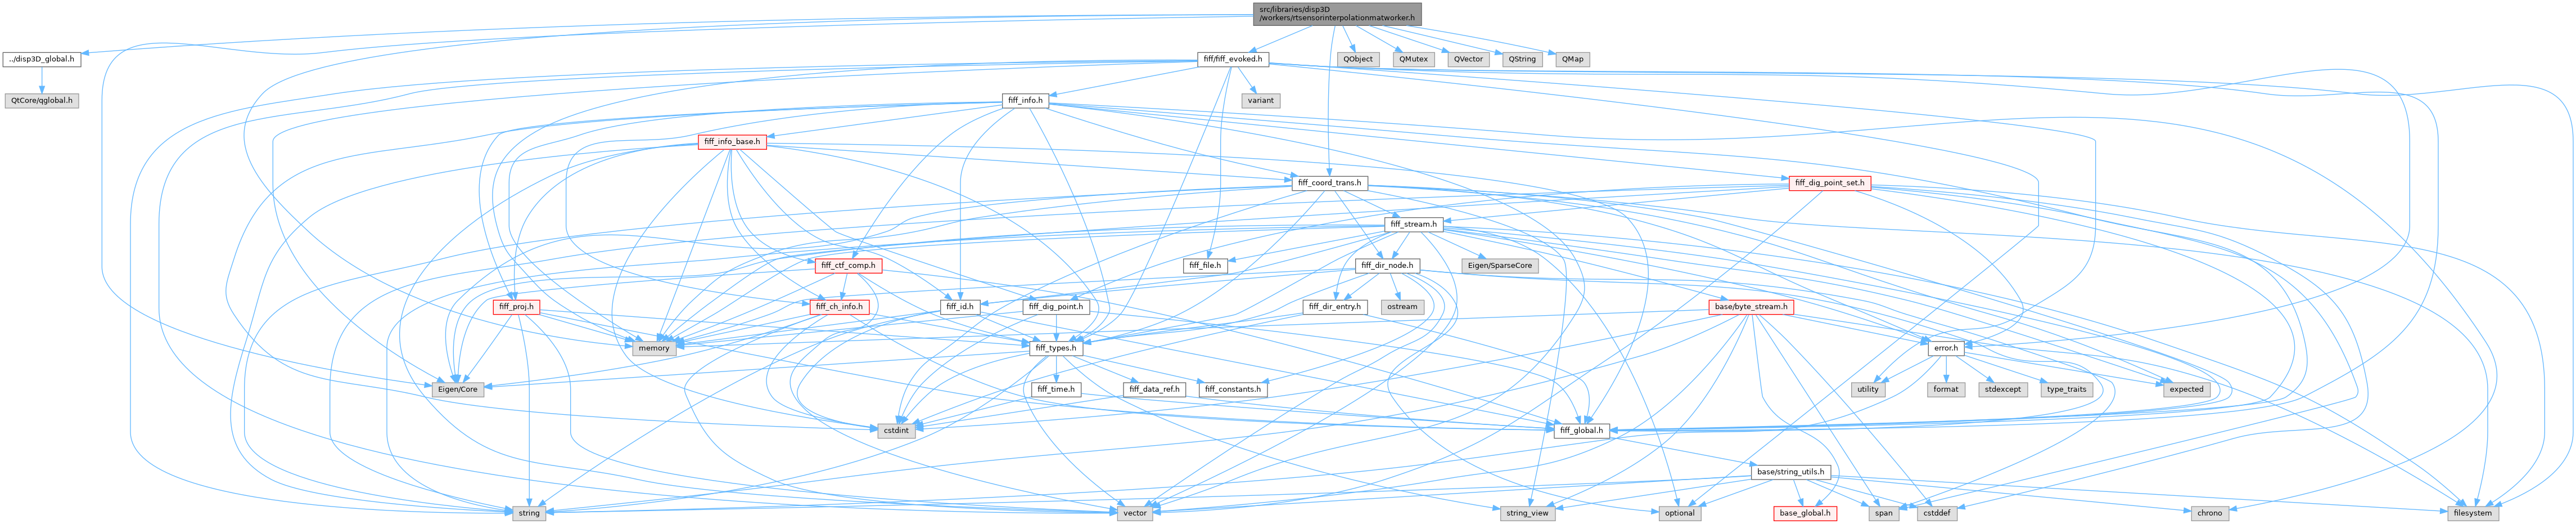 src/libraries/disp3D
/workers/rtsensorinterpolationmatworker.h
../disp3D_global.h
fiff/fiff_evoked.h
QObject
QMutex
QVector
QString
QMap
QtCore/qglobal.h
fiff_info.h
variant
fiff_info_base.h
fiff_coord_trans.h
fiff_dig_point_set.h
fiff_stream.h
fiff_ctf_comp.h
fiff_file.h
fiff_dir_node.h
Eigen/SparseCore
fiff_proj.h
fiff_ch_info.h
fiff_id.h
fiff_dig_point.h
fiff_dir_entry.h
ostream
base/byte_stream.h
memory
fiff_types.h
error.h
Eigen/Core
fiff_time.h
fiff_data_ref.h
fiff_constants.h
utility
format
stdexcept
type_traits
expected
cstdint
fiff_global.h
base/string_utils.h
string
vector
string_view
optional
base_global.h
span
cstddef
chrono
filesystem